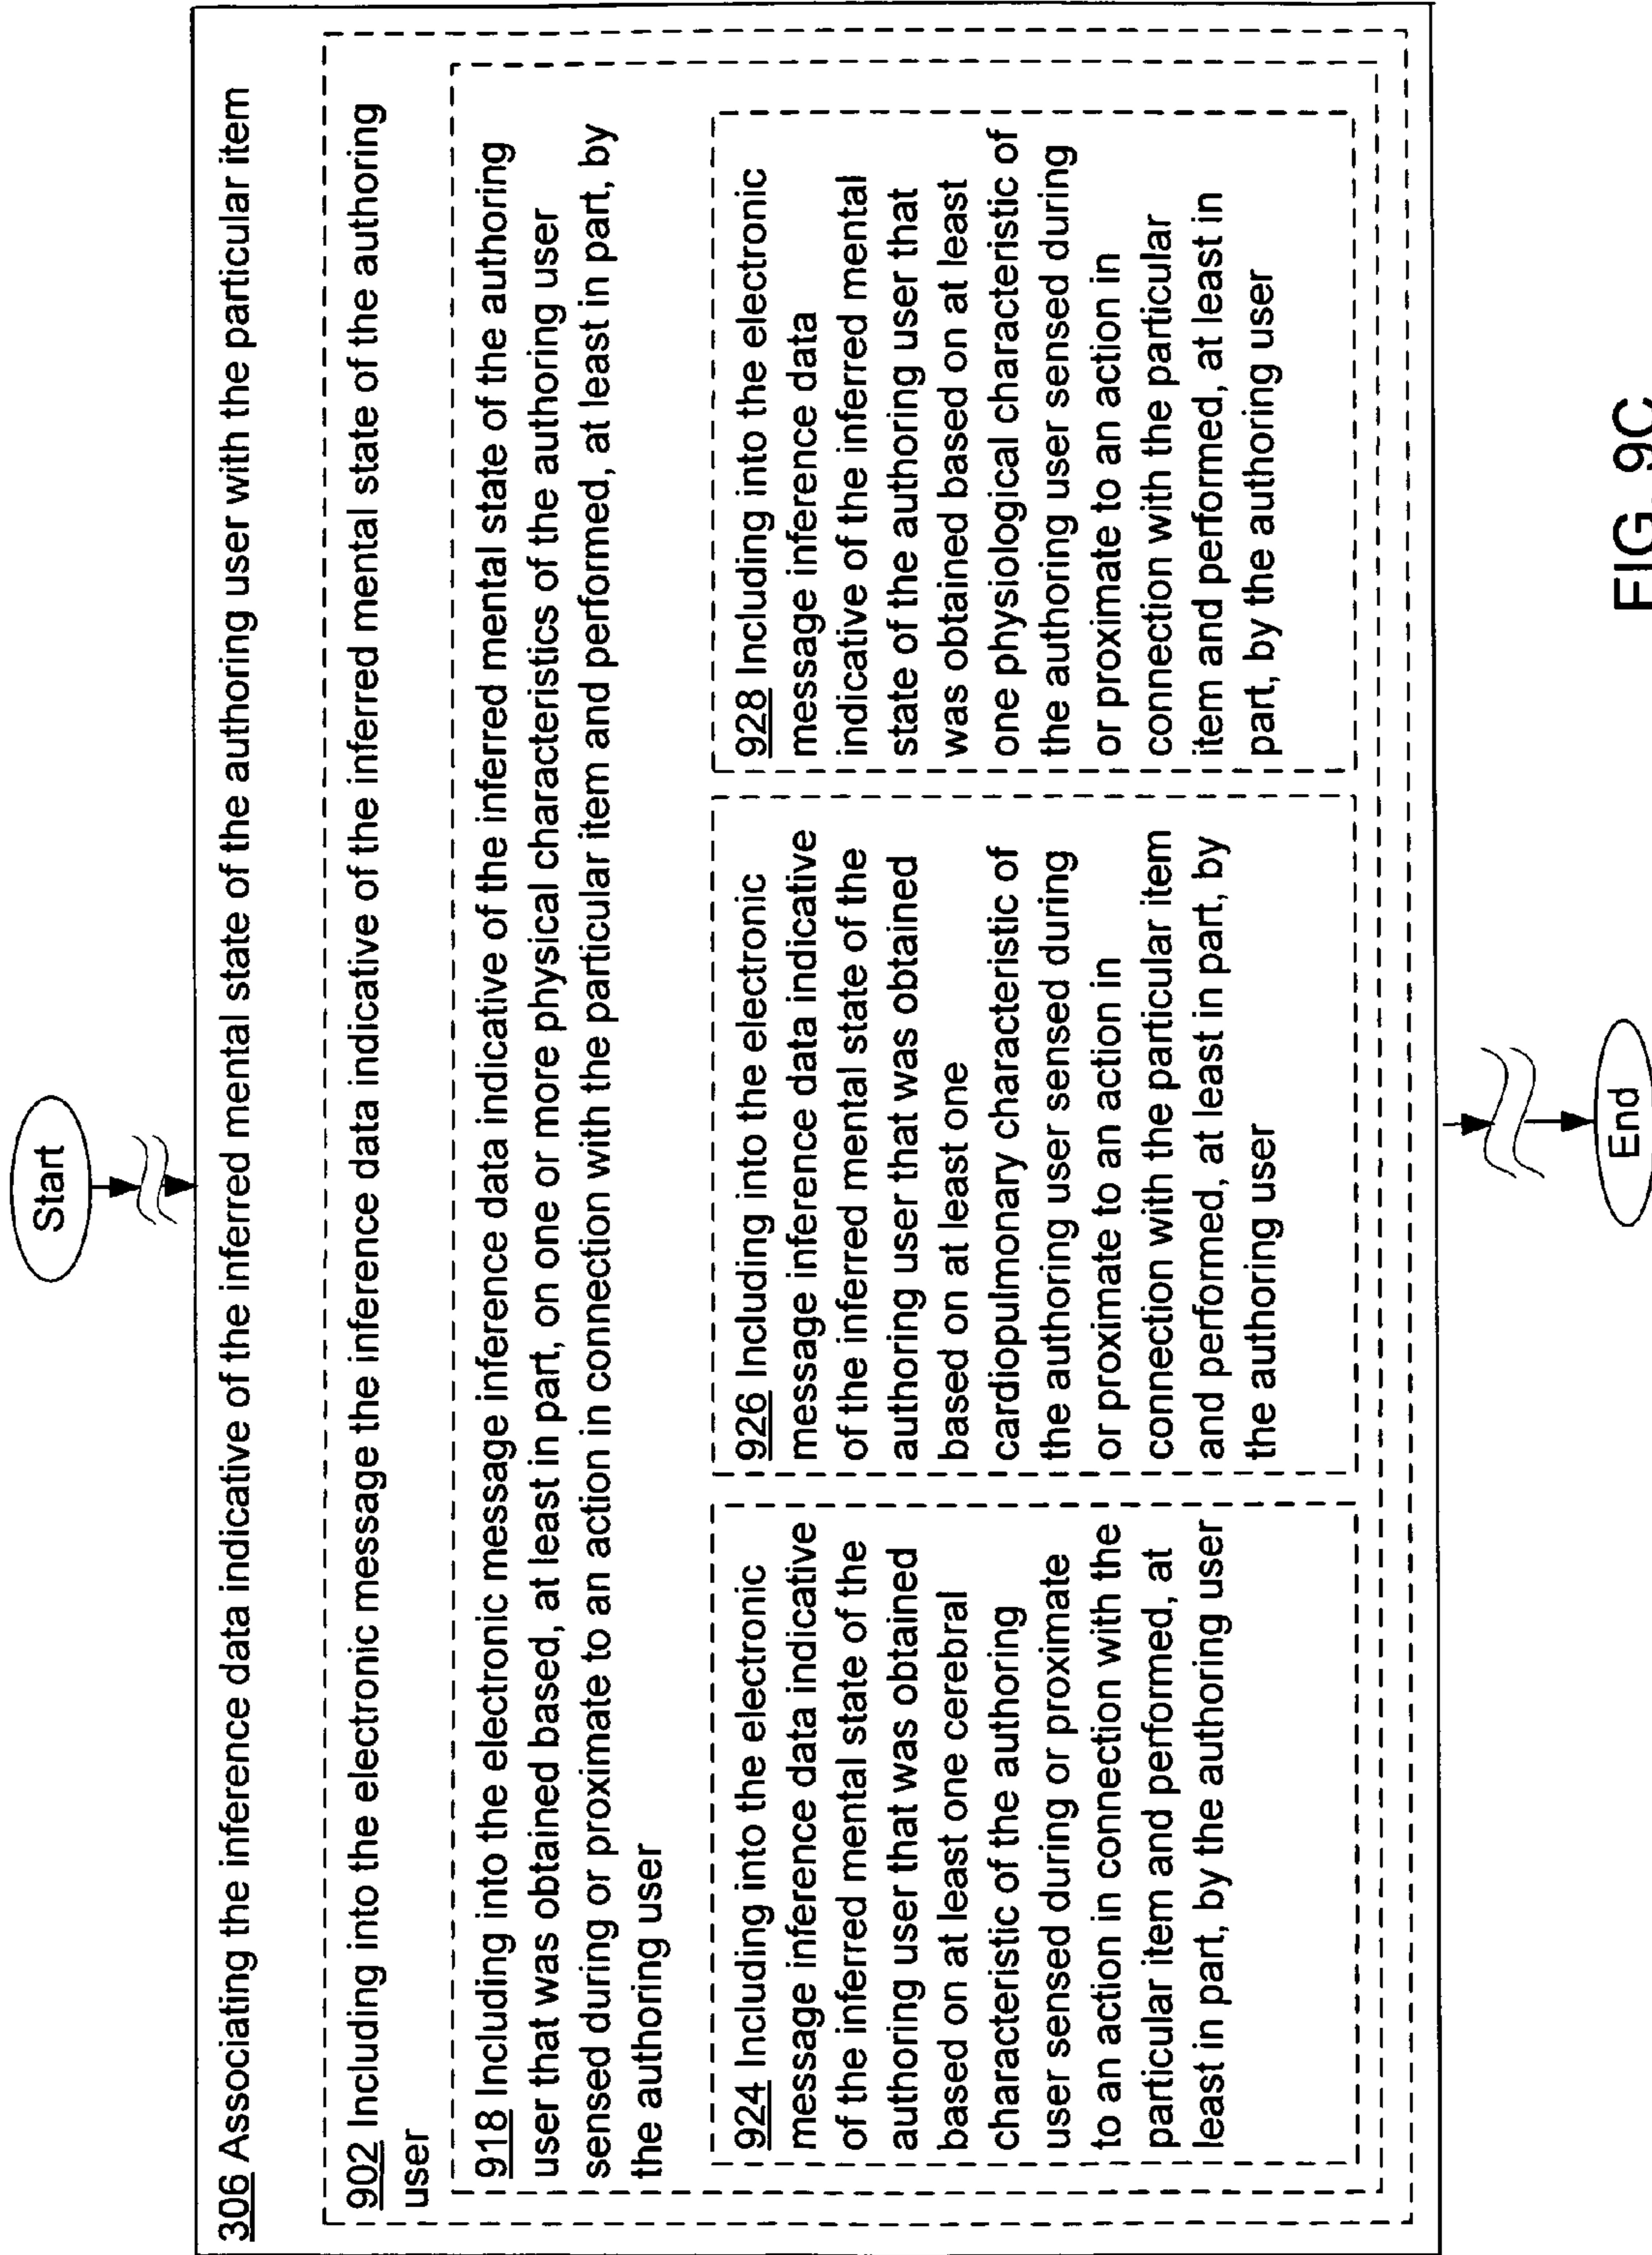 Start
306 Associating the inference data indicative of the inferred mental state of the authoring user with the particular item
902 Including into the electronic message the inference data indicative of the inferred mental state of the authoring
user
918 Including into the electronic message inference data indicative of the inferred mental state of the authoring
user that was obtained based, at least in part, on one or more physical characteristics of the authoring user
sensed during or proximate to an action in connection with the particular item and performed, at least in part, by
the authoring user
924 Including into the electronic
message inference data indicative
of the inferred mental state of the
authoring user that was obtained
based on at least one cerebral
characteristic of the authoring
user sensed during or proximate
to an action in connection with the
particular item and performed, at
least in part, by the authoring user
926 Including into the electronic
message inference data indicative
of the inferred mental state of the
authoring user that was obtained
based on at least one
cardiopulmonary characteristic of
the authoring user sensed during
or proximate to an action in
connection with the particular item
and performed, at least in part, by
the authoring user
928 Including into the electronic
message inference data
indicative of the inferred mental
state of the authoring user that
was obtained based on at least
one physiological characteristic of
the authoring user sensed during
or proximate to an action in
connection with the particular
item and performed, at least in
part, by the authoring user
End
FIG. 9C